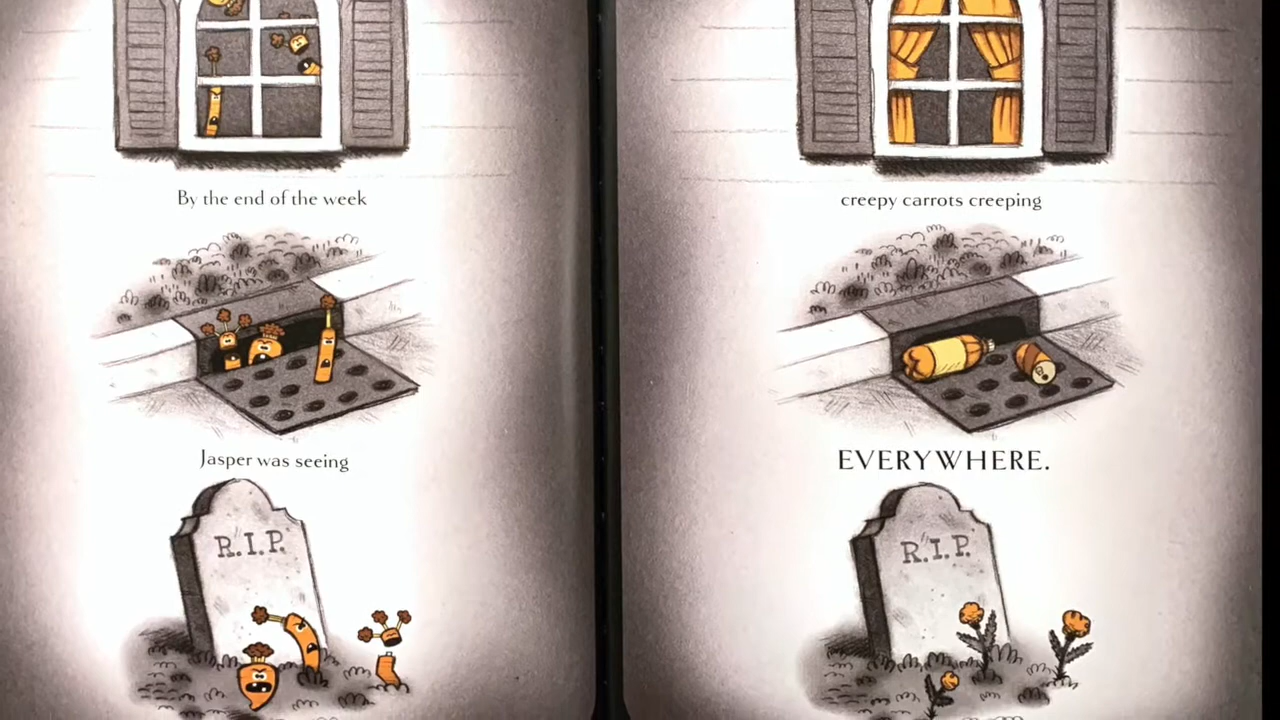 By the end of the week
Jasper was seeing
R.I.P.
creepy carrots creeping
EVERYWHERE.
R.I.P.